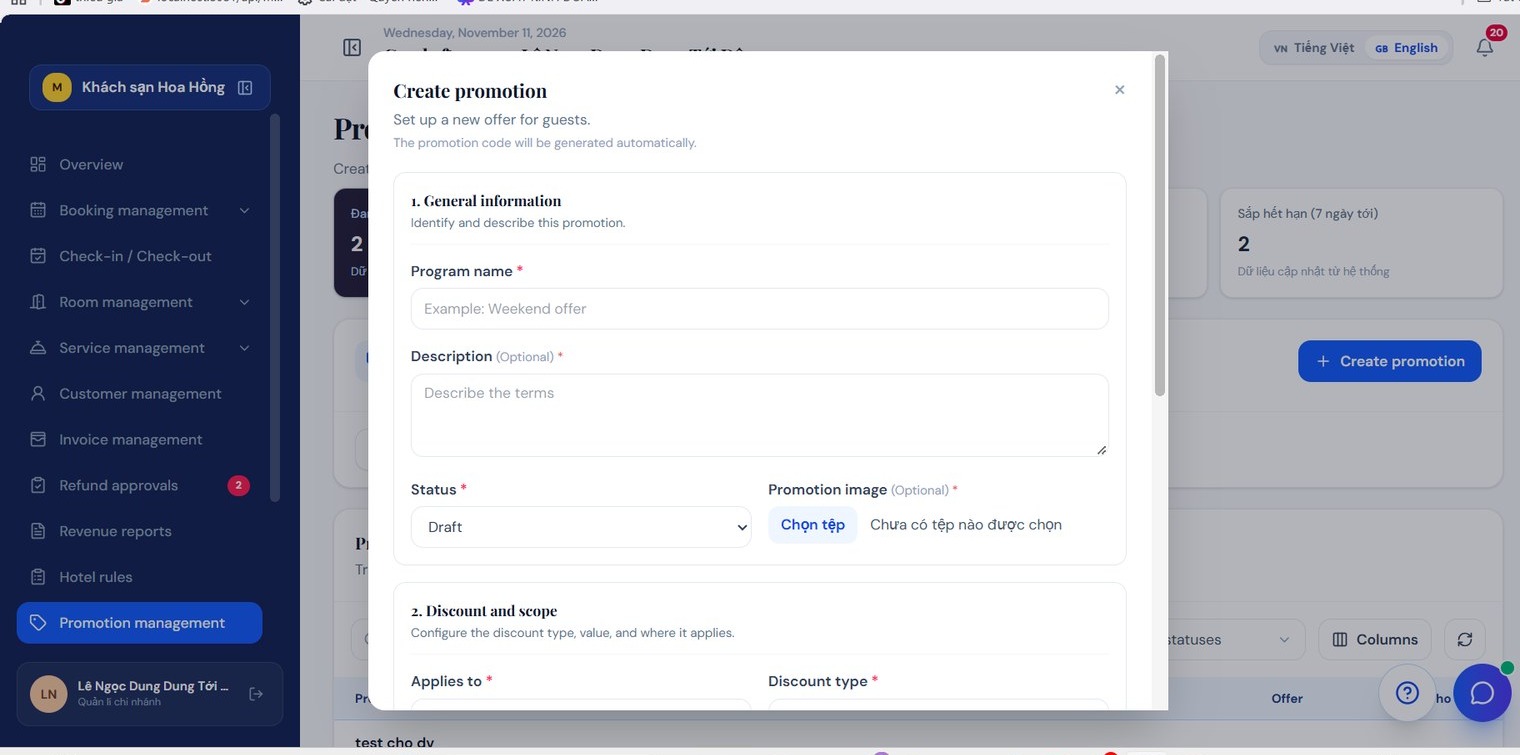 Wednesday, November 11, 2026
VN Tiếng Việt
GB English
20
M
Khách sạn Hoa Hồng
Overview
Booking management
Check-in / Check-out
Room management
Service management
Customer management
Invoice management
Refund approvals
2
Revenue reports
Hotel rules
Promotion management
LN
Lê Ngọc Dung Dung Tới ...
Quản lí chi nhánh
2
Sắp hết hạn (7 ngày tới)
2
Dữ liệu cập nhật từ hệ thống
+ Create promotion
Columns
Offer
test cho dv
Create promotion
×
Set up a new offer for guests.
The promotion code will be generated automatically.
1. General information
Identify and describe this promotion.
Program name *
Example: Weekend offer
Description (Optional) *
Describe the terms
Status *
Draft
Promotion image (Optional) *
Chọn tệp
Chưa có tệp nào được chọn
2. Discount and scope
Configure the discount type, value, and where it applies.
Applies to *
Discount type *